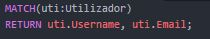 MATCH(uti:Utilizador)
RETURN uti.Username, uti.Email;